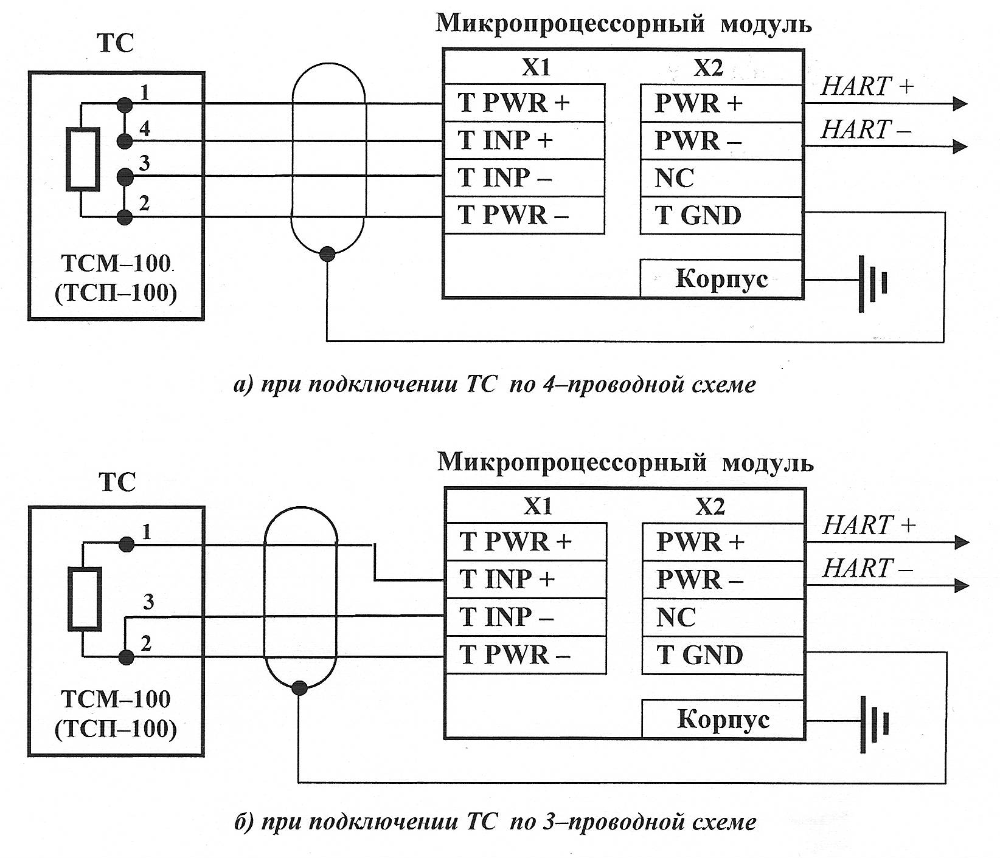 Микропроцессорный модуль
ТС
X1
X2
1
T PWR +
PWR +
HART +
4
T INP +
PWR –
HART –
3
T INP –
NC
2
T PWR –
T GND
ТСМ–100.
(ТСП–100)
Корпус
а) при подключении ТС по 4–проводной схеме
Микропроцессорный модуль
ТС
X1
X2
1
T PWR +
PWR +
HART +
T INP +
PWR –
HART –
3
T INP –
NC
2
T PWR –
T GND
ТСМ–100
(ТСП–100)
Корпус
б) при подключении ТС по 3–проводной схеме